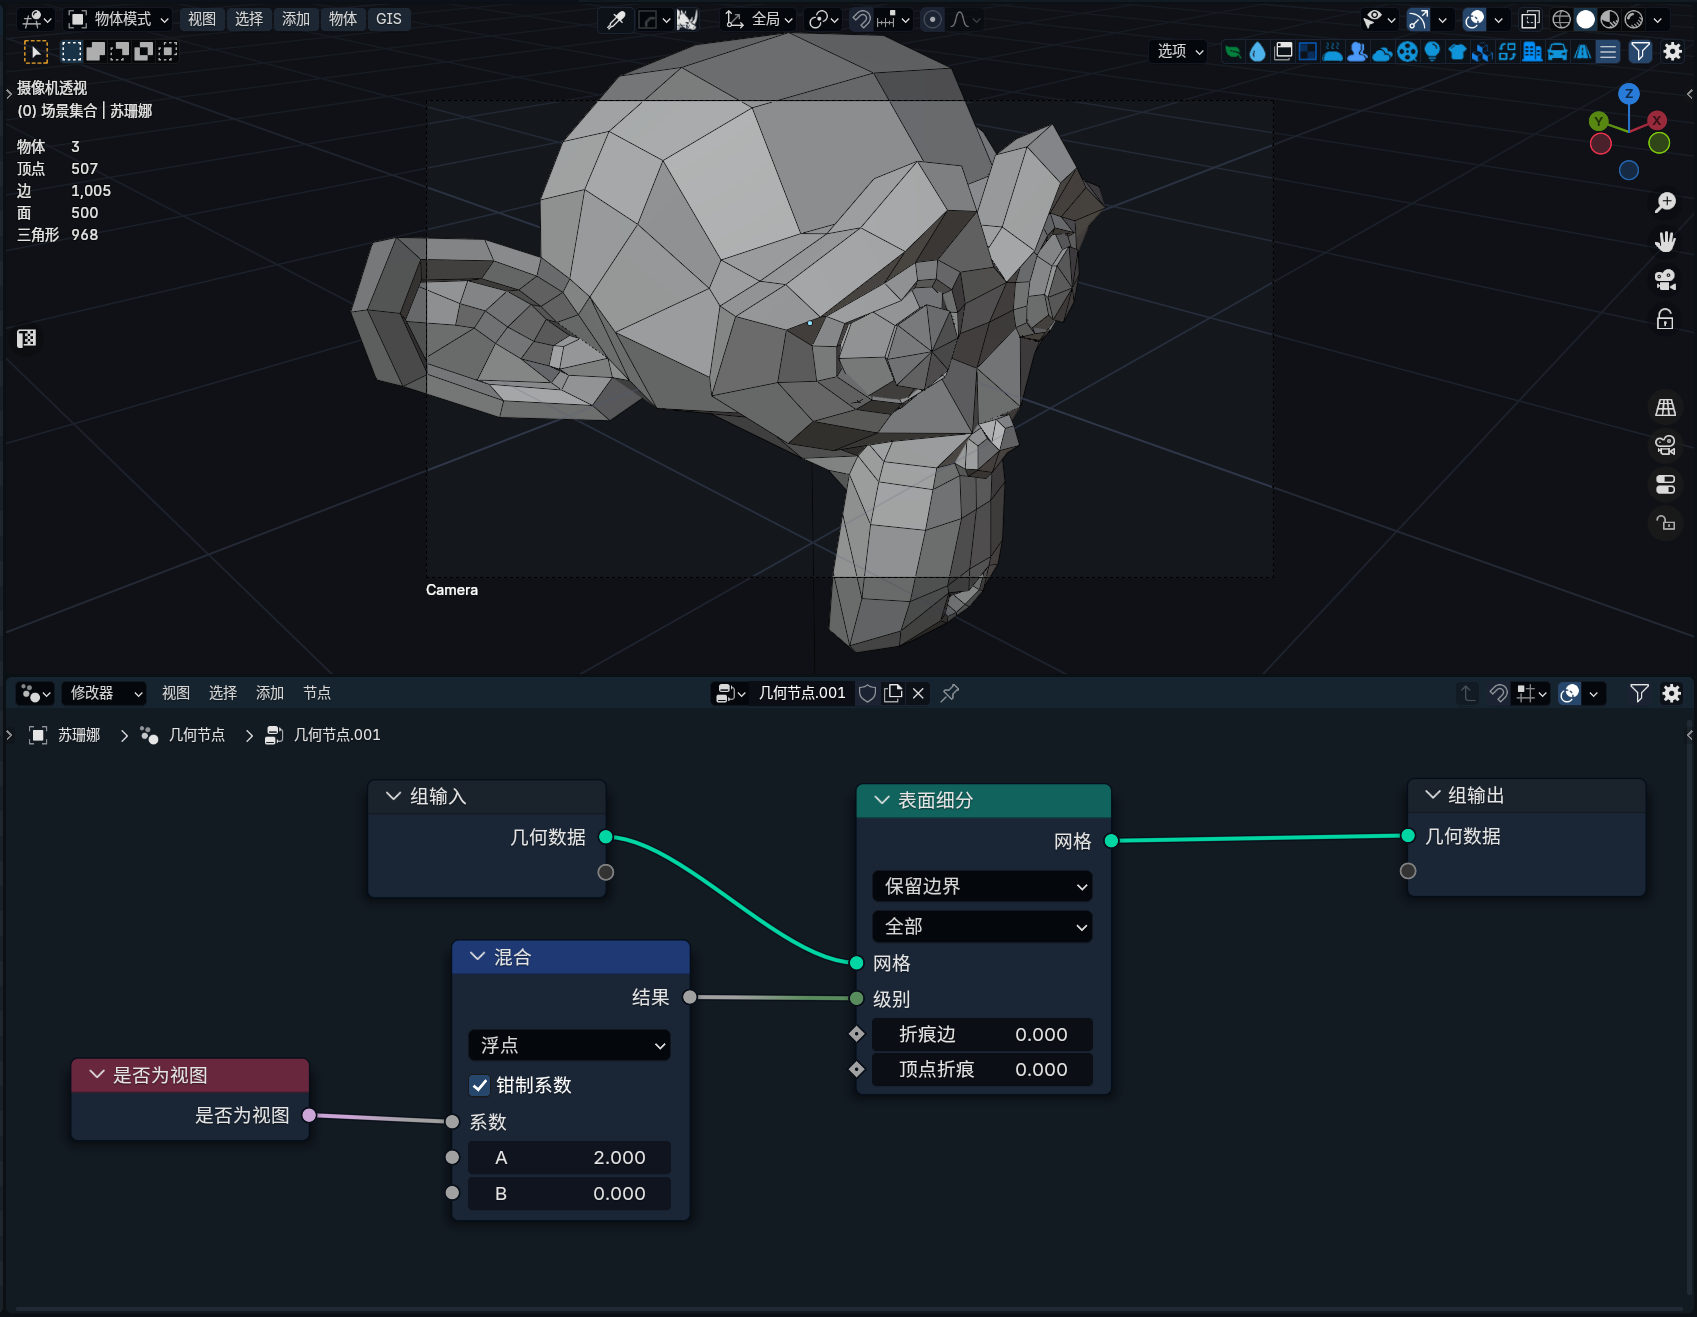 物体模式 视图 选择 添加 物体 GIS 全局
选项
摄像机透视
(0) 场景集合 | 苏珊娜
物体 3
顶点 507
边 1,005
面 500
三角形 968
Z
Y
X
Camera
修改器 视图 选择 添加 节点 几何节点.001
苏珊娜 几何节点 几何节点.001
组输入
几何数据
表面细分
网格
保留边界
全部
网格
级别
折痕边 0.000
顶点折痕 0.000
组输出
几何数据
混合
结果
浮点
钳制系数
系数
A 2.000
B 0.000
是否为视图
是否为视图